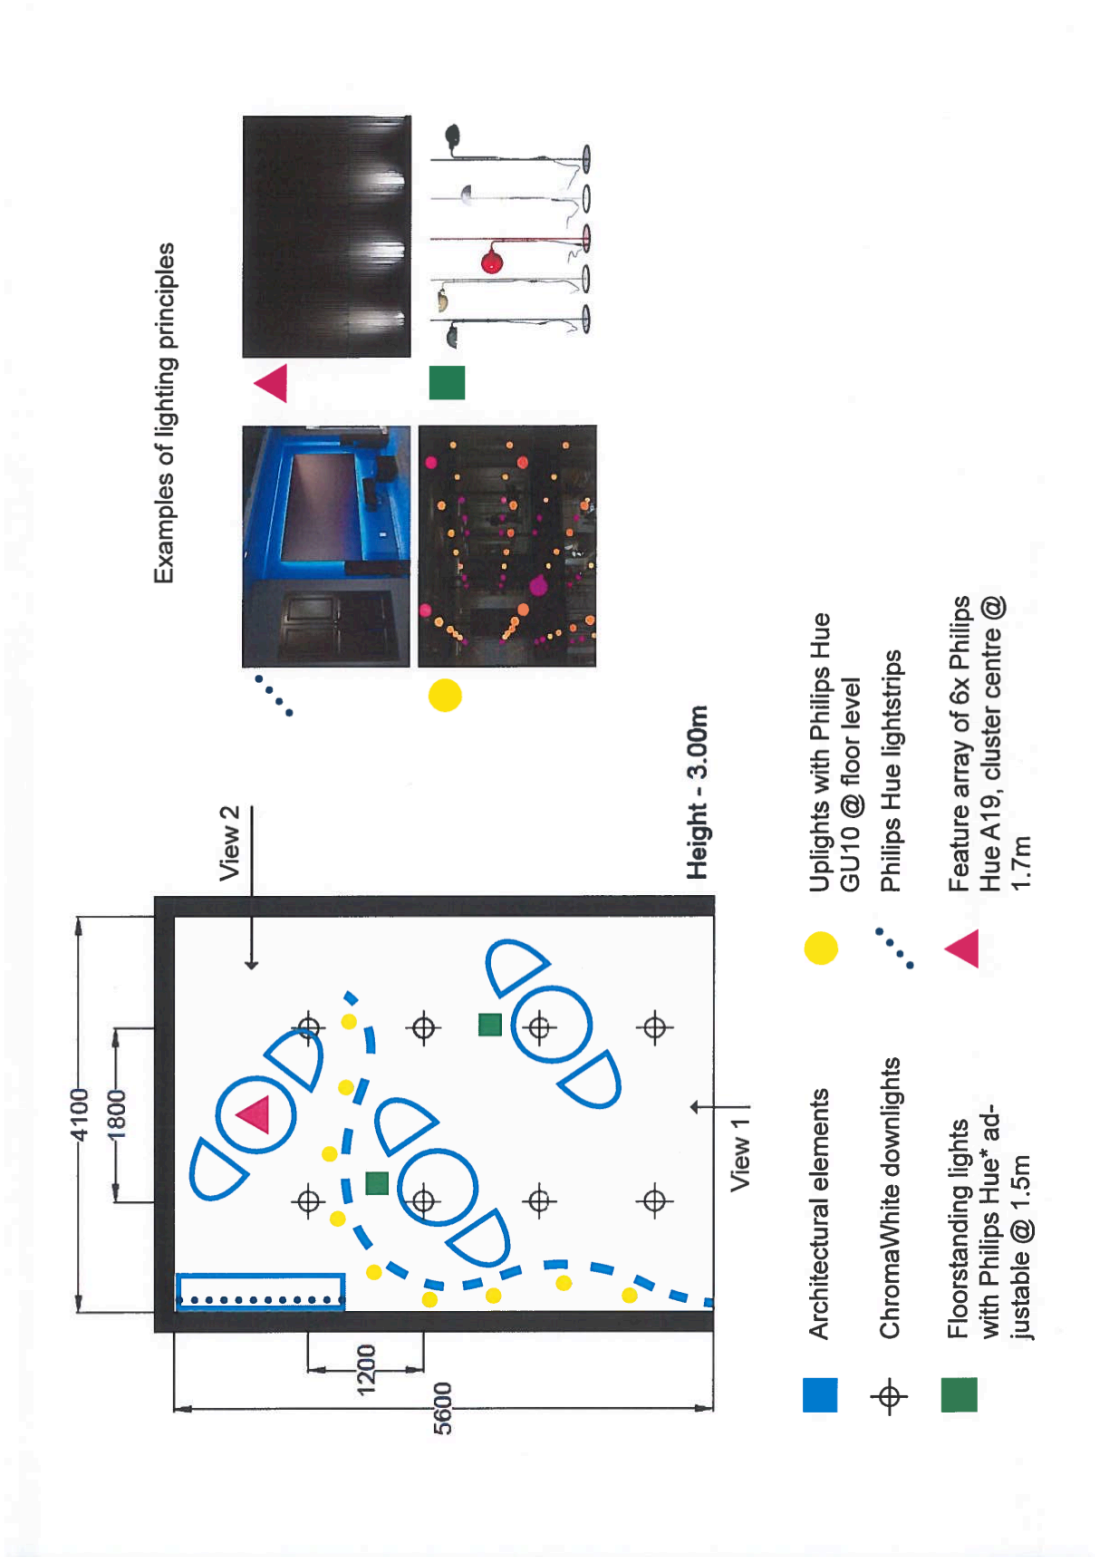 Examples of lighting principles
4100
1800
View 2
1200
5600
View 1
Height - 3.00m
Architectural elements
ChromaWhite downlights
Floorstanding lights
with Philips Hue* ad-
justable @ 1.5m
Uplights with Philips Hue
GU10 @ floor level
Philips Hue lightstrips
Feature array of 6x Philips
Hue A19, cluster centre @
1.7m